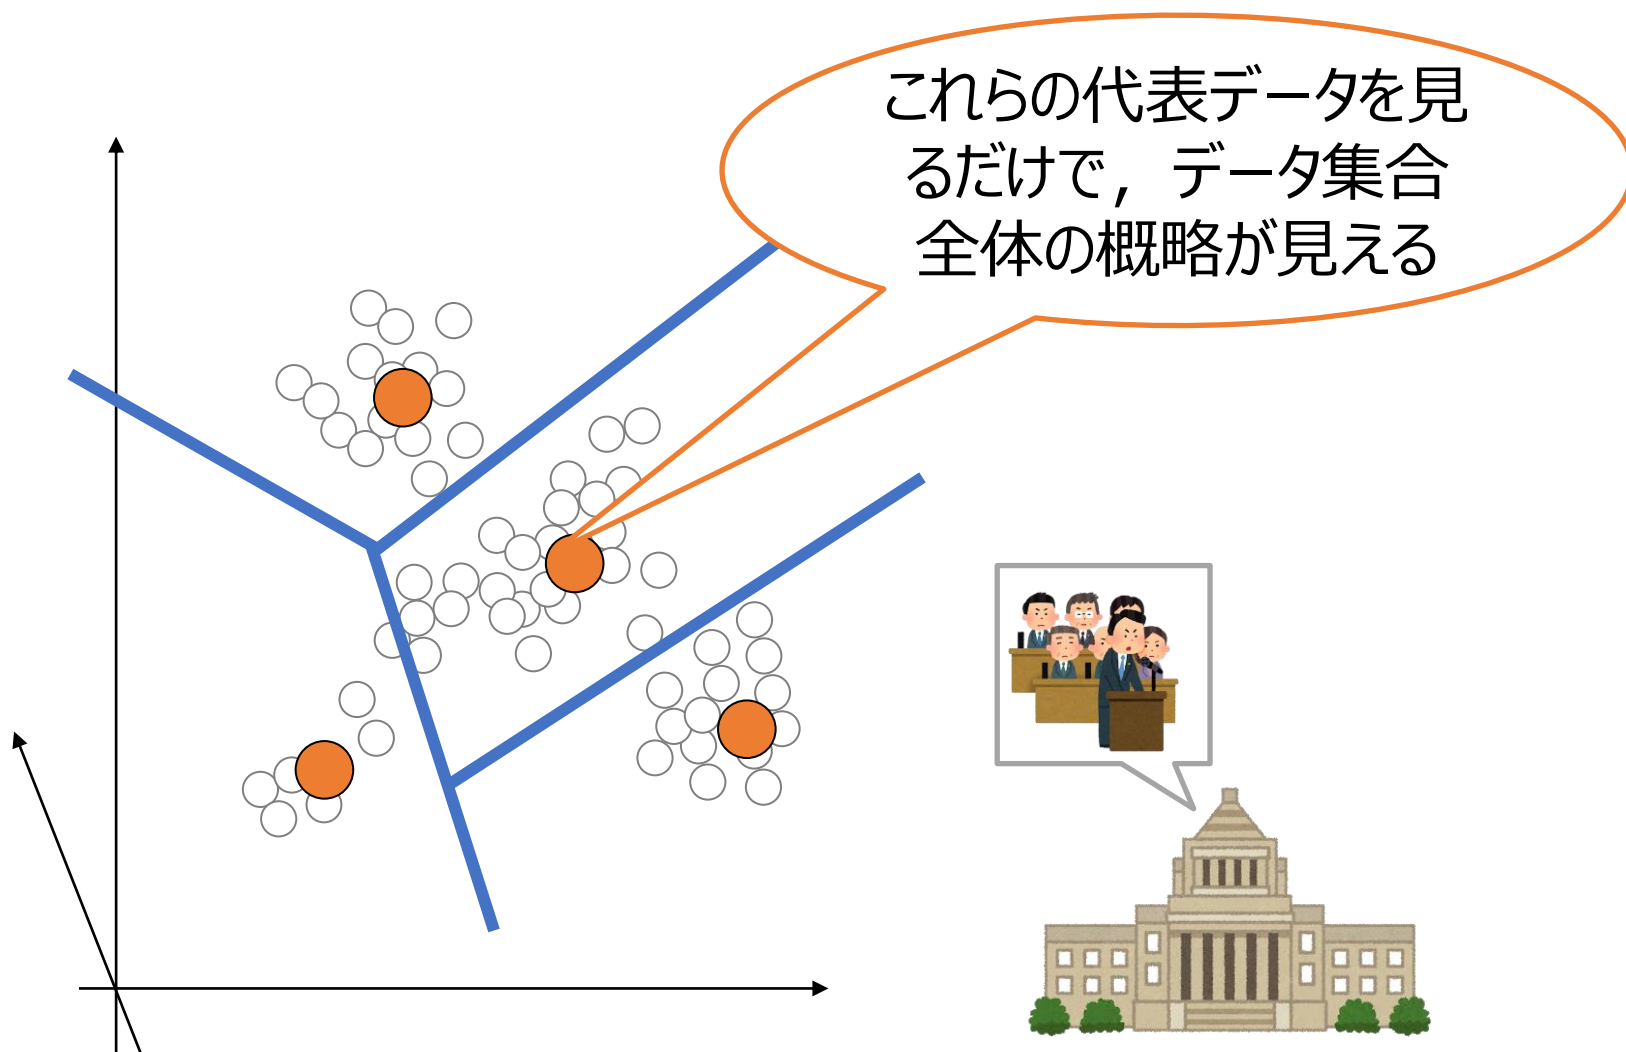 これらの代表データを見
るだけで，データ集合
全体の概略が見える